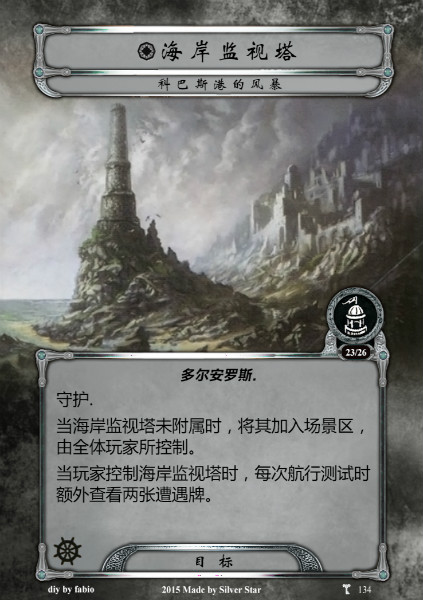 海岸监视塔
科巴斯港的风暴
23/26
多尔安罗斯.
守护.
当海岸监视塔未附属时，将其加入场景区，
由全体玩家所控制。
当玩家控制海岸监视塔时，每次航行测试时
额外查看两张遭遇牌。
目标
diy by fabio
2015 Made by Silver Star
134